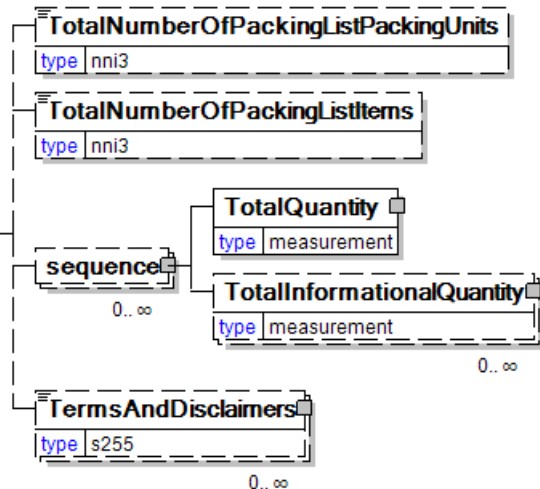 TotalNumberOfPackingListPackingUnits
type nni3
TotalNumberOfPackingListItems
type nni3
TotalQuantity
type measurement
sequence
0.. ∞
TotalInformationalQuantity
type measurement
0.. ∞
TermsAndDisclaimers
type s255
0.. ∞